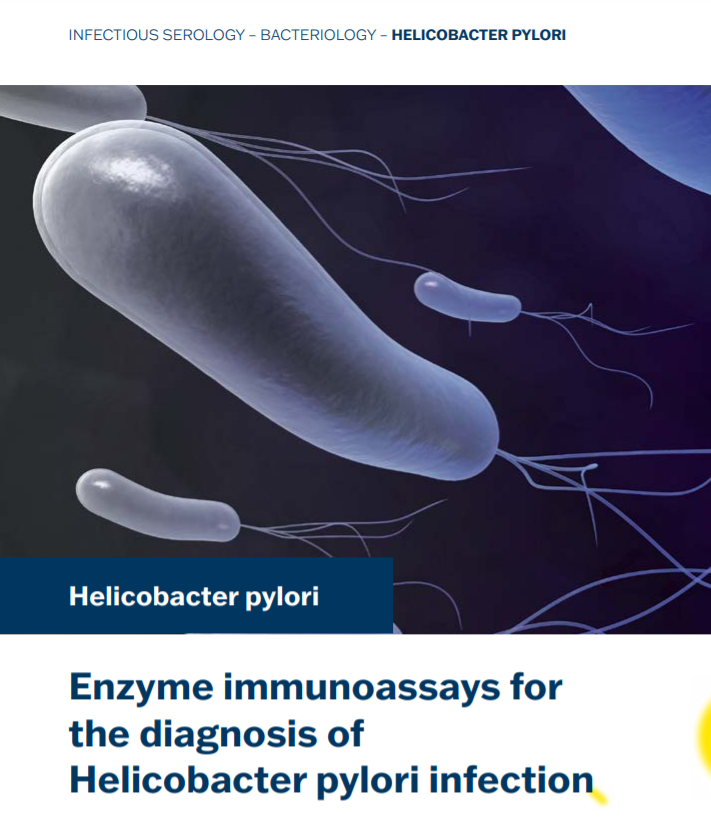 INFECTIOUS SEROLOGY – BACTERIOLOGY – HELICOBACTER PYLORI
Helicobacter pylori
Enzyme immunoassays for
the diagnosis of
Helicobacter pylori infection